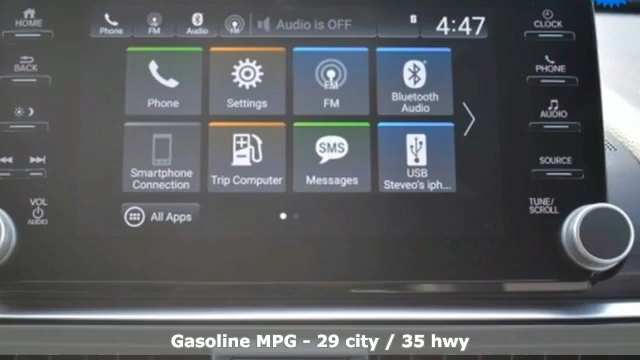 HOME
Phone
FM
Audio
Audio is OFF
4:47
CLOCK
BACK
PHONE
Phone
Settings
FM
FM
Bluetooth
Audio
AUDIO
SMS
Smartphone
Connection
Trip Computer
Messages
USB
Steveo's iph...
SOURCE
VOL
AUDIO
All Apps
TUNE/
SCROLL
Gasoline MPG - 29 city / 35 hwy